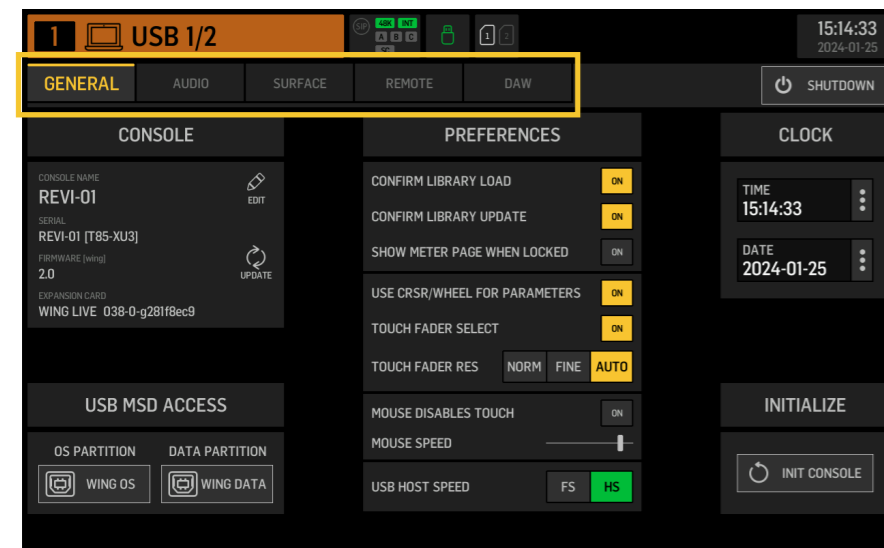 1 USB 1/2
SIP 48K INT
A B C
SC
1 2
15:14:33
2024-01-25
GENERAL AUDIO SURFACE REMOTE DAW
SHUTDOWN
CONSOLE
CONSOLE NAME
REVI-01
EDIT
SERIAL
REVI-01 [T85-XU3]
FIRMWARE [wing]
2.0
UPDATE
EXPANSION CARD
WING LIVE 038-0-g281f8ec9
USB MSD ACCESS
OS PARTITION DATA PARTITION
WING OS WING DATA
PREFERENCES
CONFIRM LIBRARY LOAD ON
CONFIRM LIBRARY UPDATE ON
SHOW METER PAGE WHEN LOCKED ON
USE CRSR/WHEEL FOR PARAMETERS ON
TOUCH FADER SELECT ON
TOUCH FADER RES NORM FINE AUTO
MOUSE DISABLES TOUCH ON
MOUSE SPEED
USB HOST SPEED FS HS
CLOCK
TIME
15:14:33
DATE
2024-01-25
INITIALIZE
INIT CONSOLE